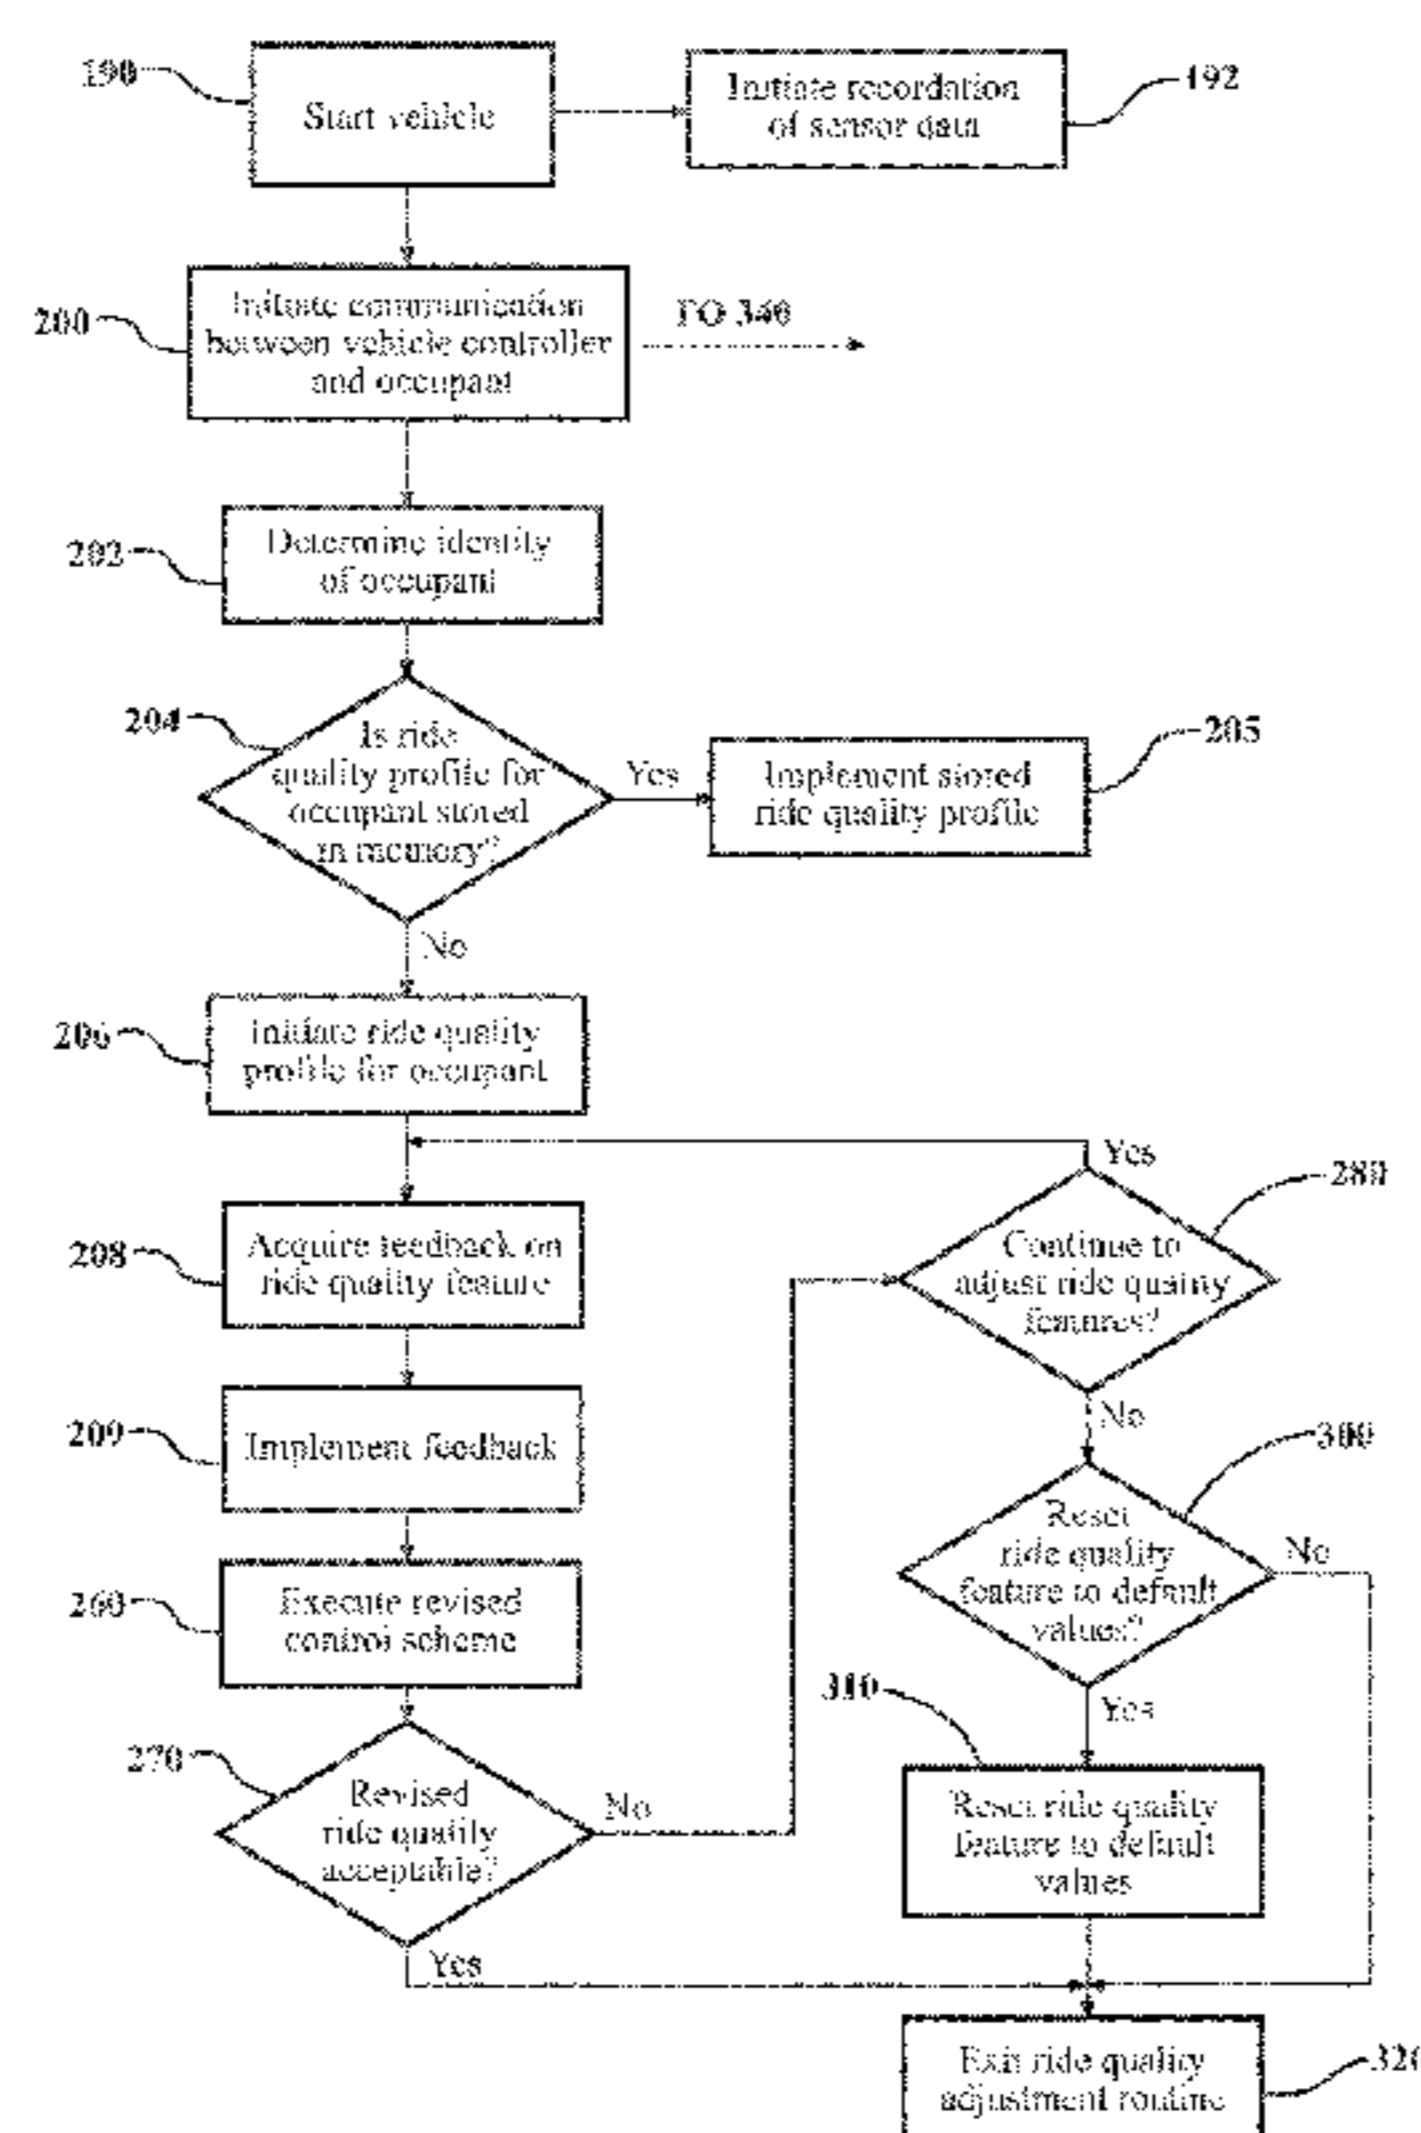 190
Start vehicle
Initiate recordation
of sensor data
192
200
Initiate communication
between vehicle controller
and occupant
TO 340
202
Determine identity
of occupant
204
Is ride
quality profile for
occupant stored
in memory?
Yes
Implement stored
ride quality profile
205
No
206
Initiate ride quality
profile for occupant
208
Acquire feedback on
ride quality feature
Yes
280
Continue to
adjust ride quality
features?
No
209
Implement feedback
300
Reset
ride quality
feature to default
values?
No
260
Execute revised
control scheme
310
Yes
270
Revised
ride quality
acceptable?
No
Reset ride quality
feature to default
values
Yes
Exit ride quality
adjustment routine